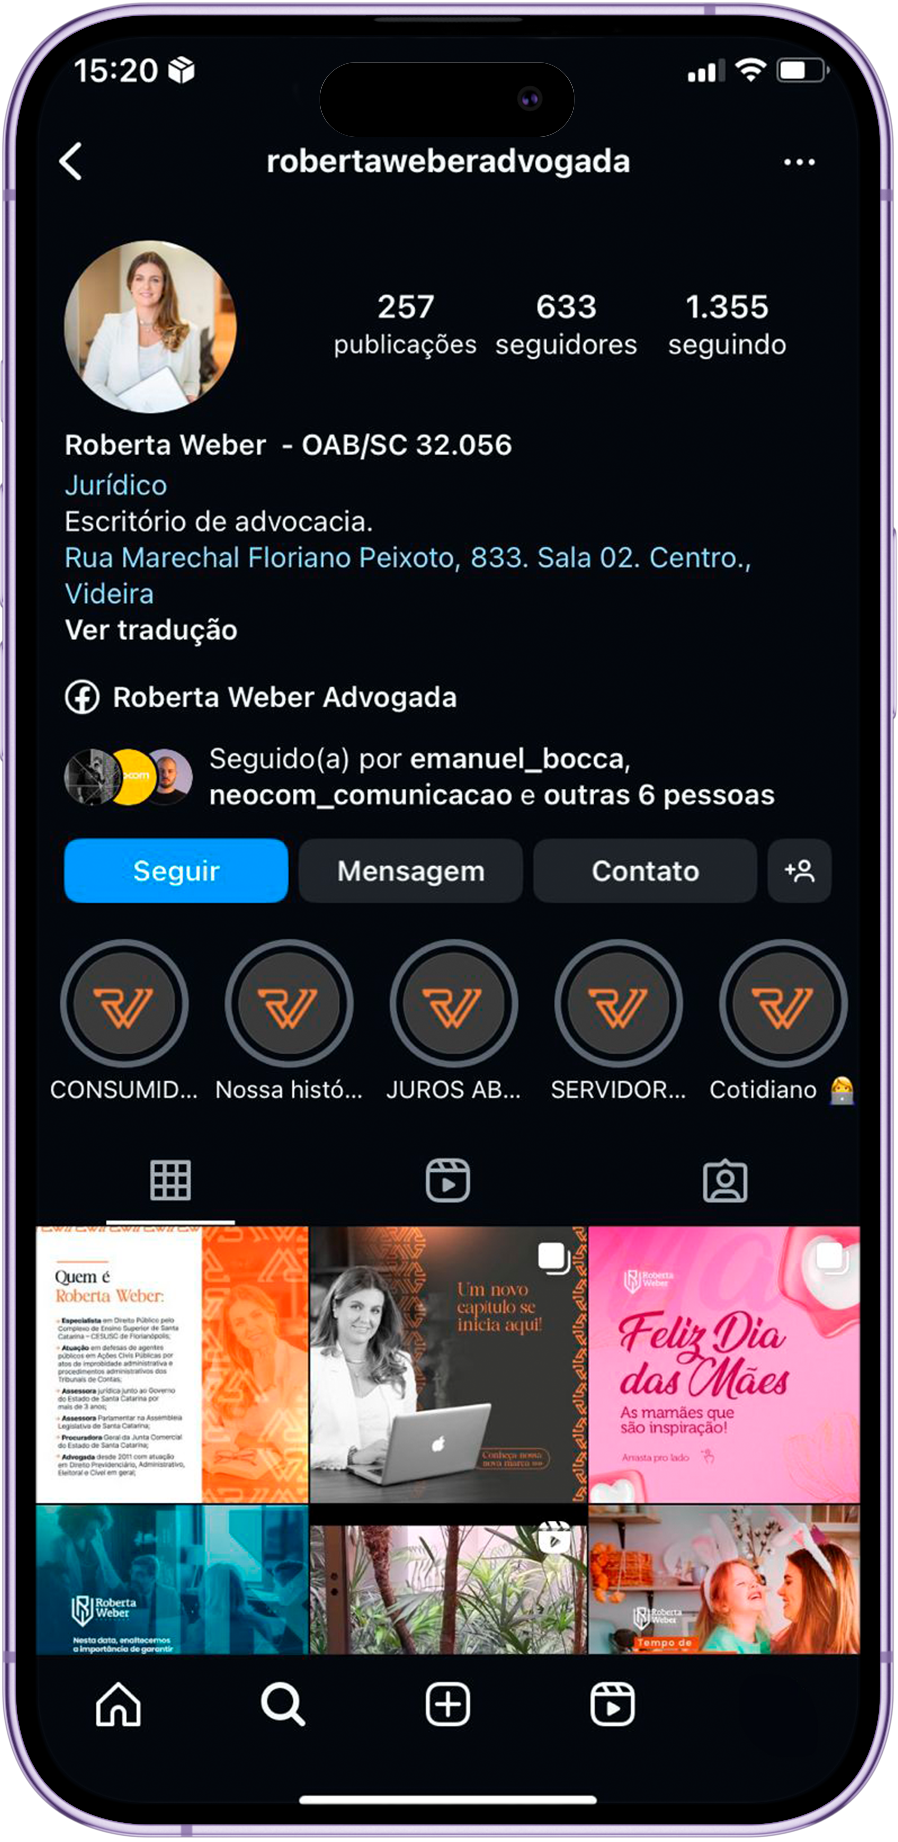 15:20
robertaweberadvogada
257
633
1.355
publicações
seguidores
seguindo
Roberta Weber - OAB/SC 32.056
Jurídico
Escritório de advocacia.
Rua Marechal Floriano Peixoto, 833. Sala 02. Centro.,
Videira
Ver tradução
Roberta Weber Advogada
ocom
Seguido(a) por emanuel_bocca,
neocom_comunicacao e outras 6 pessoas
Seguir
Mensagem
Contato
CONSUMID...
Nossa histó...
JUROS AB...
SERVIDOR...
Cotidiano
Quem é
Roberta Weber:
Especialista em Direito Público pelo
Complexo de Ensino Superior de Santa
Catarina – CESUSC de Florianópolis;
Atuação em defesas de agentes
públicos em Ações Civis Públicas por
atos de improbidade administrativa e
procedimentos administrativos dos
Tribunais de Contas;
Assessora jurídica junto ao Governo
do Estado de Santa Catarina por
mais de 3 anos;
Assessora Parlamentar na Assembleia
Legislativa de Santa Catarina;
Procuradora Geral da Junta Comercial
do Estado de Santa Catarina;
Advogada desde 2011 com atuação
em Direito Previdenciário, Administrativo,
Eleitoral e Cível em geral;
Um novo
capítulo se
inicia aqui!
Conheça nossa
nova marca
Roberta
Weber
Feliz Dia
das Mães
As mamães que
são inspiração!
Arrasta pro lado
Roberta
Weber
Nesta data, enaltecemos
a importância de garantir
Roberta
Weber
Tempo de